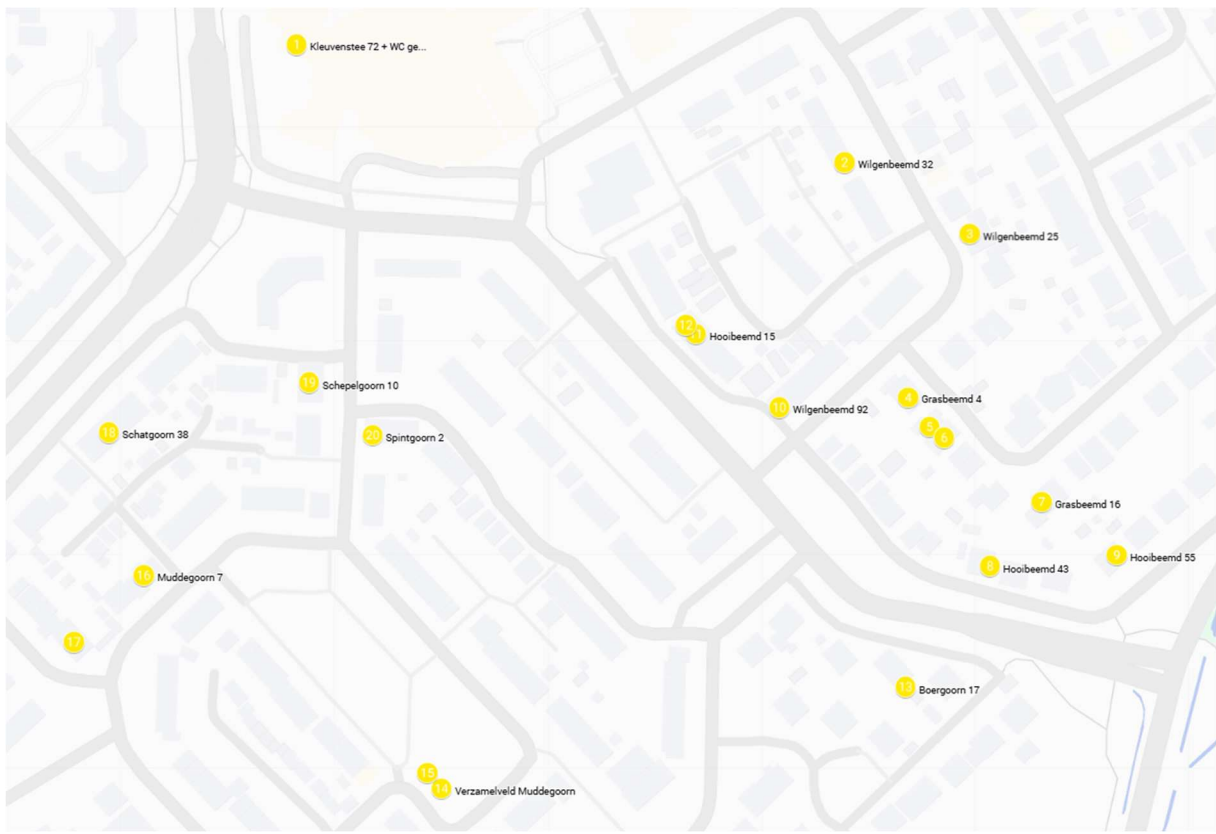 1 Kleuvenstee 72 + WC ge...
2 Wilgenbeemd 32
3 Wilgenbeemd 25
12
11 Hooibeemd 15
19 Schepelgoorn 10
4 Grasbeemd 4
10 Wilgenbeemd 92
5
6
18 Schatgoorn 38
20 Spintgoorn 2
7 Grasbeemd 16
9 Hooibeemd 55
8 Hooibeemd 43
16 Muddegoorn 7
17
13 Boergoorn 17
15
14 Verzamelveld Muddegoorn